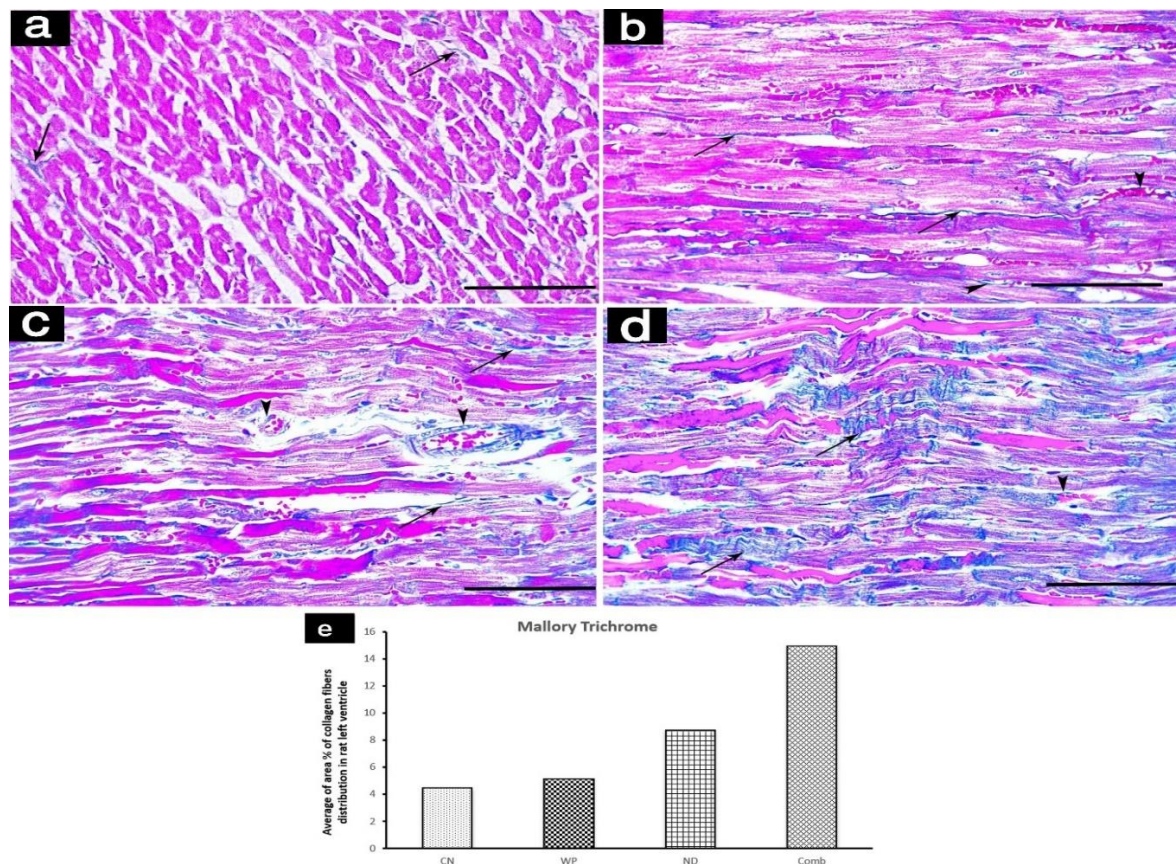 a
b
c
d
e
Mallory Trichrome
Average of area % of collagen fibers
distribution in rat left ventricle
16
14
12
10
8
6
4
2
0
CN
WP
ND
Comb